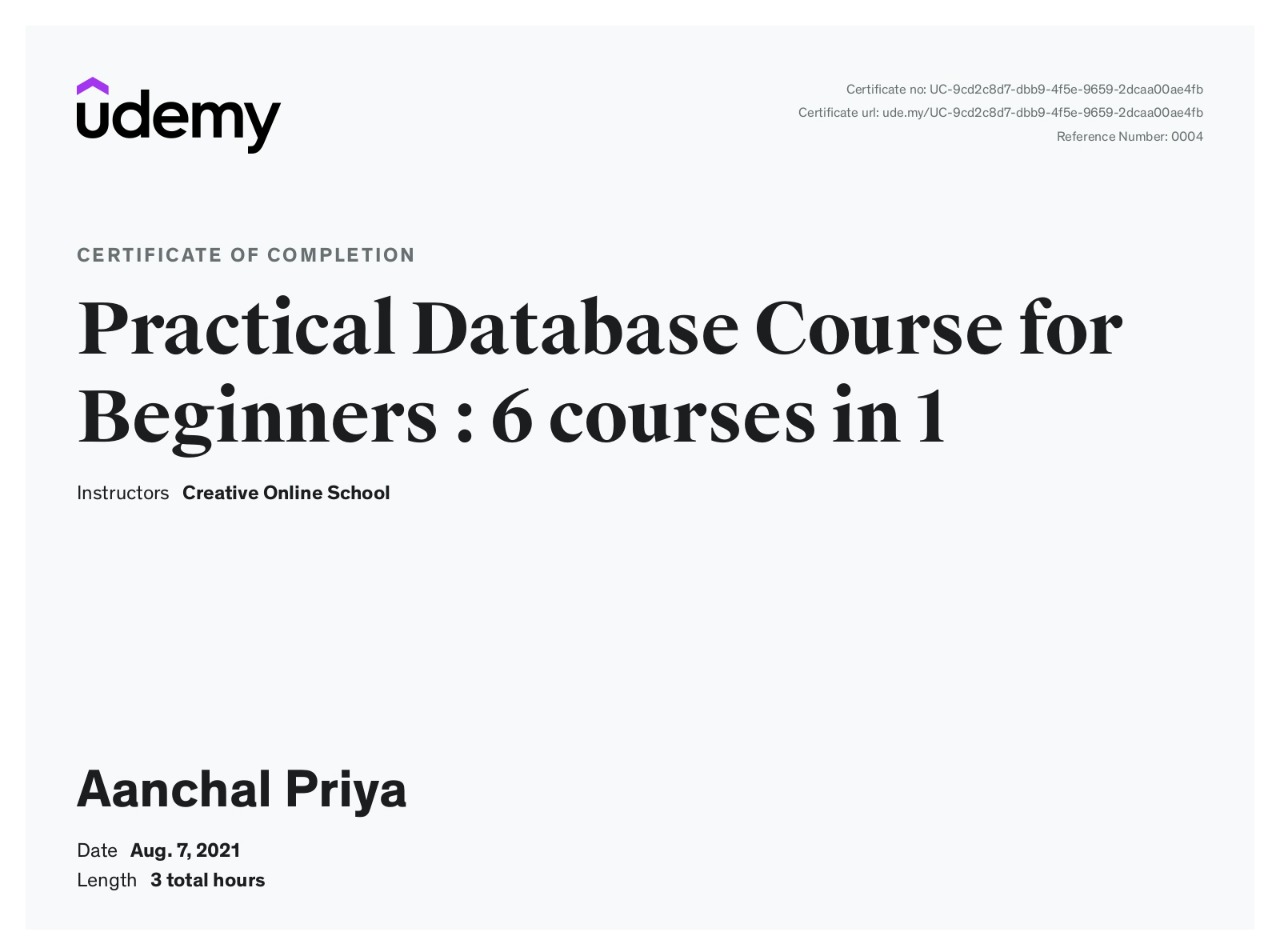 udemy
Certificate no: UC-9cd2c8d7-dbb9-4f5e-9659-2dcaa00ae4fb
Certificate url: ude.my/UC-9cd2c8d7-dbb9-4f5e-9659-2dcaa00ae4fb
Reference Number: 0004
CERTIFICATE OF COMPLETION
Practical Database Course for
Beginners : 6 courses in 1
Instructors Creative Online School
Aanchal Priya
Date Aug. 7, 2021
Length 3 total hours